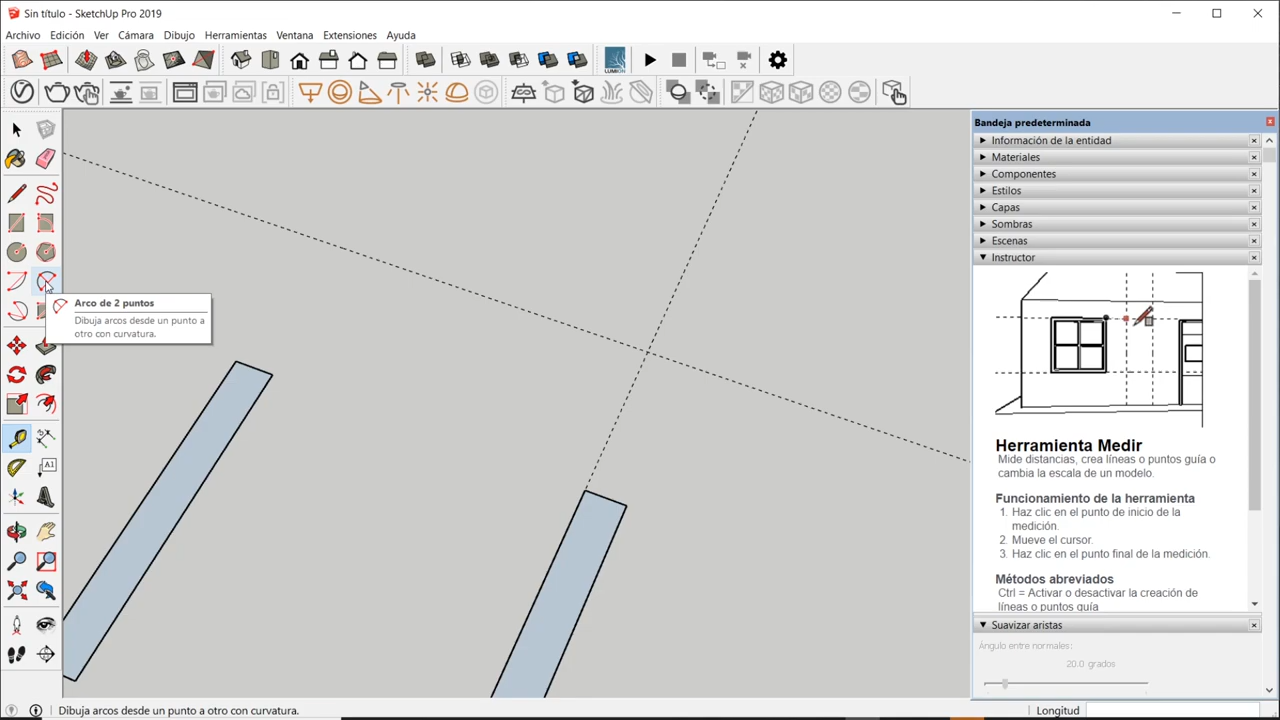 Sin título - SketchUp Pro 2019
Archivo Edición Ver Cámara Dibujo Herramientas Ventana Extensiones Ayuda
LUMION
Bandeja predeterminada
Información de la entidad
Materiales
Componentes
Estilos
Capas
Sombras
Escenas
Instructor
Arco de 2 puntos
Dibuja arcos desde un punto a
otro con curvatura.
A1
Herramienta Medir
Mide distancias, crea líneas o puntos guía o
cambia la escala de un modelo.
Funcionamiento de la herramienta
1. Haz clic en el punto de inicio de la
medición.
2. Mueve el cursor.
3. Haz clic en el punto final de la medición.
Métodos abreviados
Ctrl = Activar o desactivar la creación de
líneas o puntos guía
Suavizar aristas
Ángulo entre normales:
20.0 grados
Dibuja arcos desde un punto a otro con curvatura.
Longitud